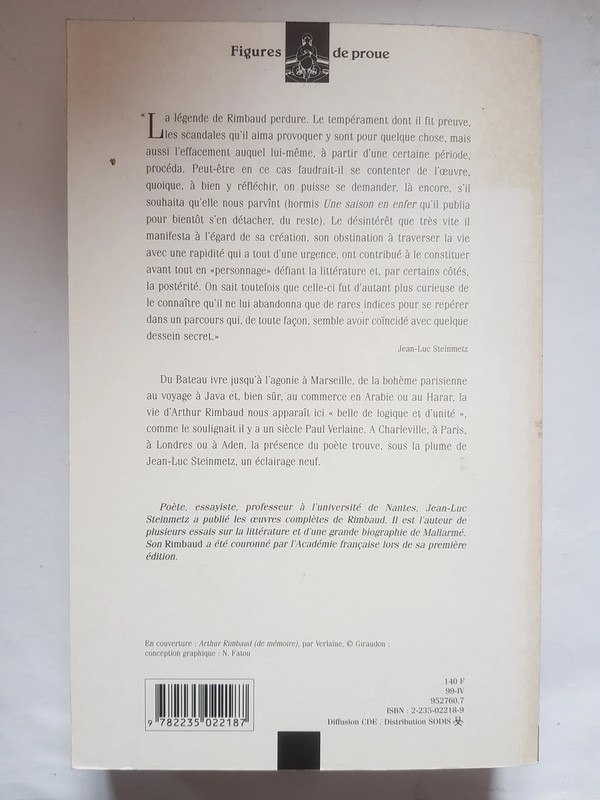 Figures de proue
“La légende de Rimbaud perdure. Le tempérament dont il fit preuve,
les scandales qu'il aima provoquer y sont pour quelque chose, mais
aussi l'effacement auquel lui-même, à partir d'une certaine période,
procéda. Peut-être en ce cas faudrait-il se contenter de l'œuvre,
quoique, à bien y réfléchir, on puisse se demander, là encore, s'il
souhaita qu'elle nous parvînt (hormis Une saison en enfer qu'il publia
pour bientôt s'en détacher, du reste). Le désintérêt que très vite il
manifesta à l'égard de sa création, son obstination à traverser la vie
avec une rapidité qui a tout d'une urgence, ont contribué à le constituer
avant tout en «personnage» défiant la littérature et, par certains côtés,
la postérité. On sait toutefois que celle-ci fut d'autant plus curieuse de
le connaître qu'il ne lui abandonna que de rares indices pour se repérer
dans un parcours qui, de toute façon, semble avoir coïncidé avec quelque
dessein secret.»
Jean-Luc Steinmetz
Du Bateau ivre jusqu'à l'agonie à Marseille, de la bohème parisienne
au voyage à Java et, bien sûr, au commerce en Arabie ou au Harar, la
vie d'Arthur Rimbaud nous apparaît ici « belle de logique et d'unité »,
comme le soulignait il y a un siècle Paul Verlaine. A Charleville, à Paris,
à Londres ou à Aden, la présence du poète trouve, sous la plume de
Jean-Luc Steinmetz, un éclairage neuf.
Poète, essayiste, professeur à l'université de Nantes, Jean-Luc
Steinmetz a publié les œuvres complètes de Rimbaud. Il est l'auteur de
plusieurs essais sur la littérature et d'une grande biographie de Mallarmé.
Son Rimbaud a été couronné par l'Académie française lors de sa première
édition.
En couverture : Arthur Rimbaud (de mémoire), par Verlaine, © Giraudon ;
conception graphique : N. Fatou
140 F
99-IV
952760.7
ISBN : 2-235-02218-9
Diffusion CDE . Distribution SODIS
9 782235 022187